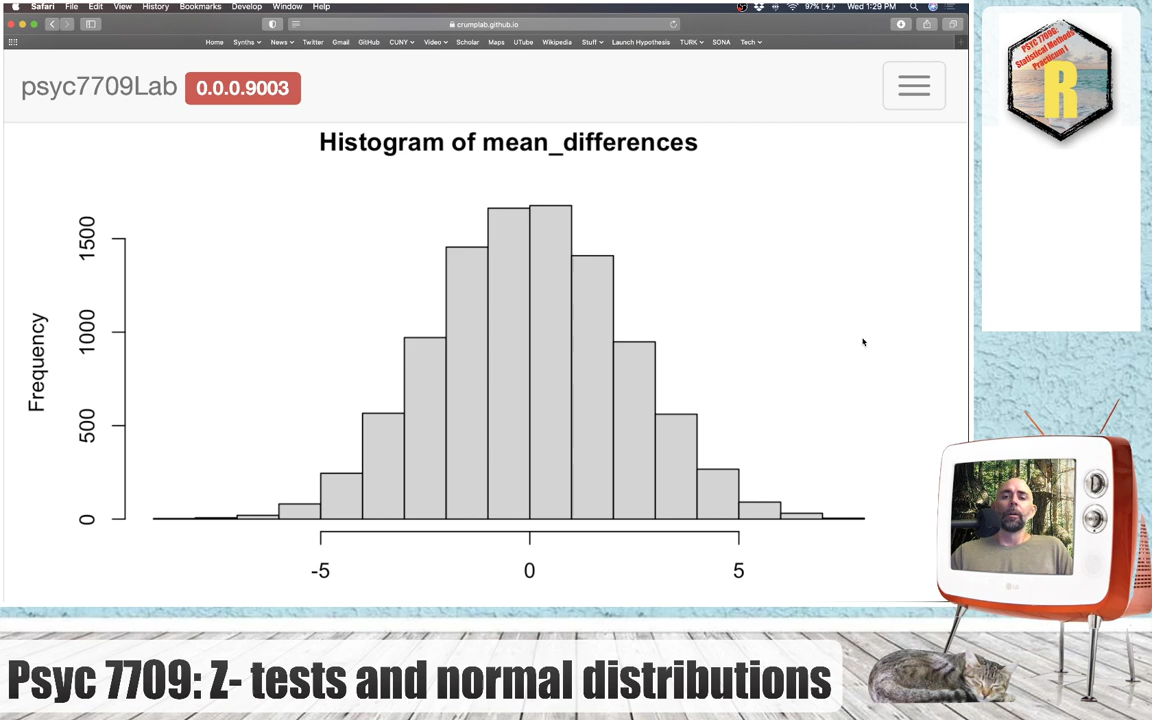 Safari File Edit View History Bookmarks Develop Window Help 97% Wed 1:29 PM
crumplab.github.io
Home Synths News Twitter Gmail GitHub CUNY Video Scholar Maps UTube Wikipedia Stuff Launch Hypothesis TURK SONA Tech
psyc7709Lab 0.0.0.9003
PSYC 7709G:
Statistical Methods
Practicum I
R
Histogram of mean_differences
Frequency
1500
1000
500
0
-5 0 5
LG
Psyc 7709: Z- tests and normal distributions